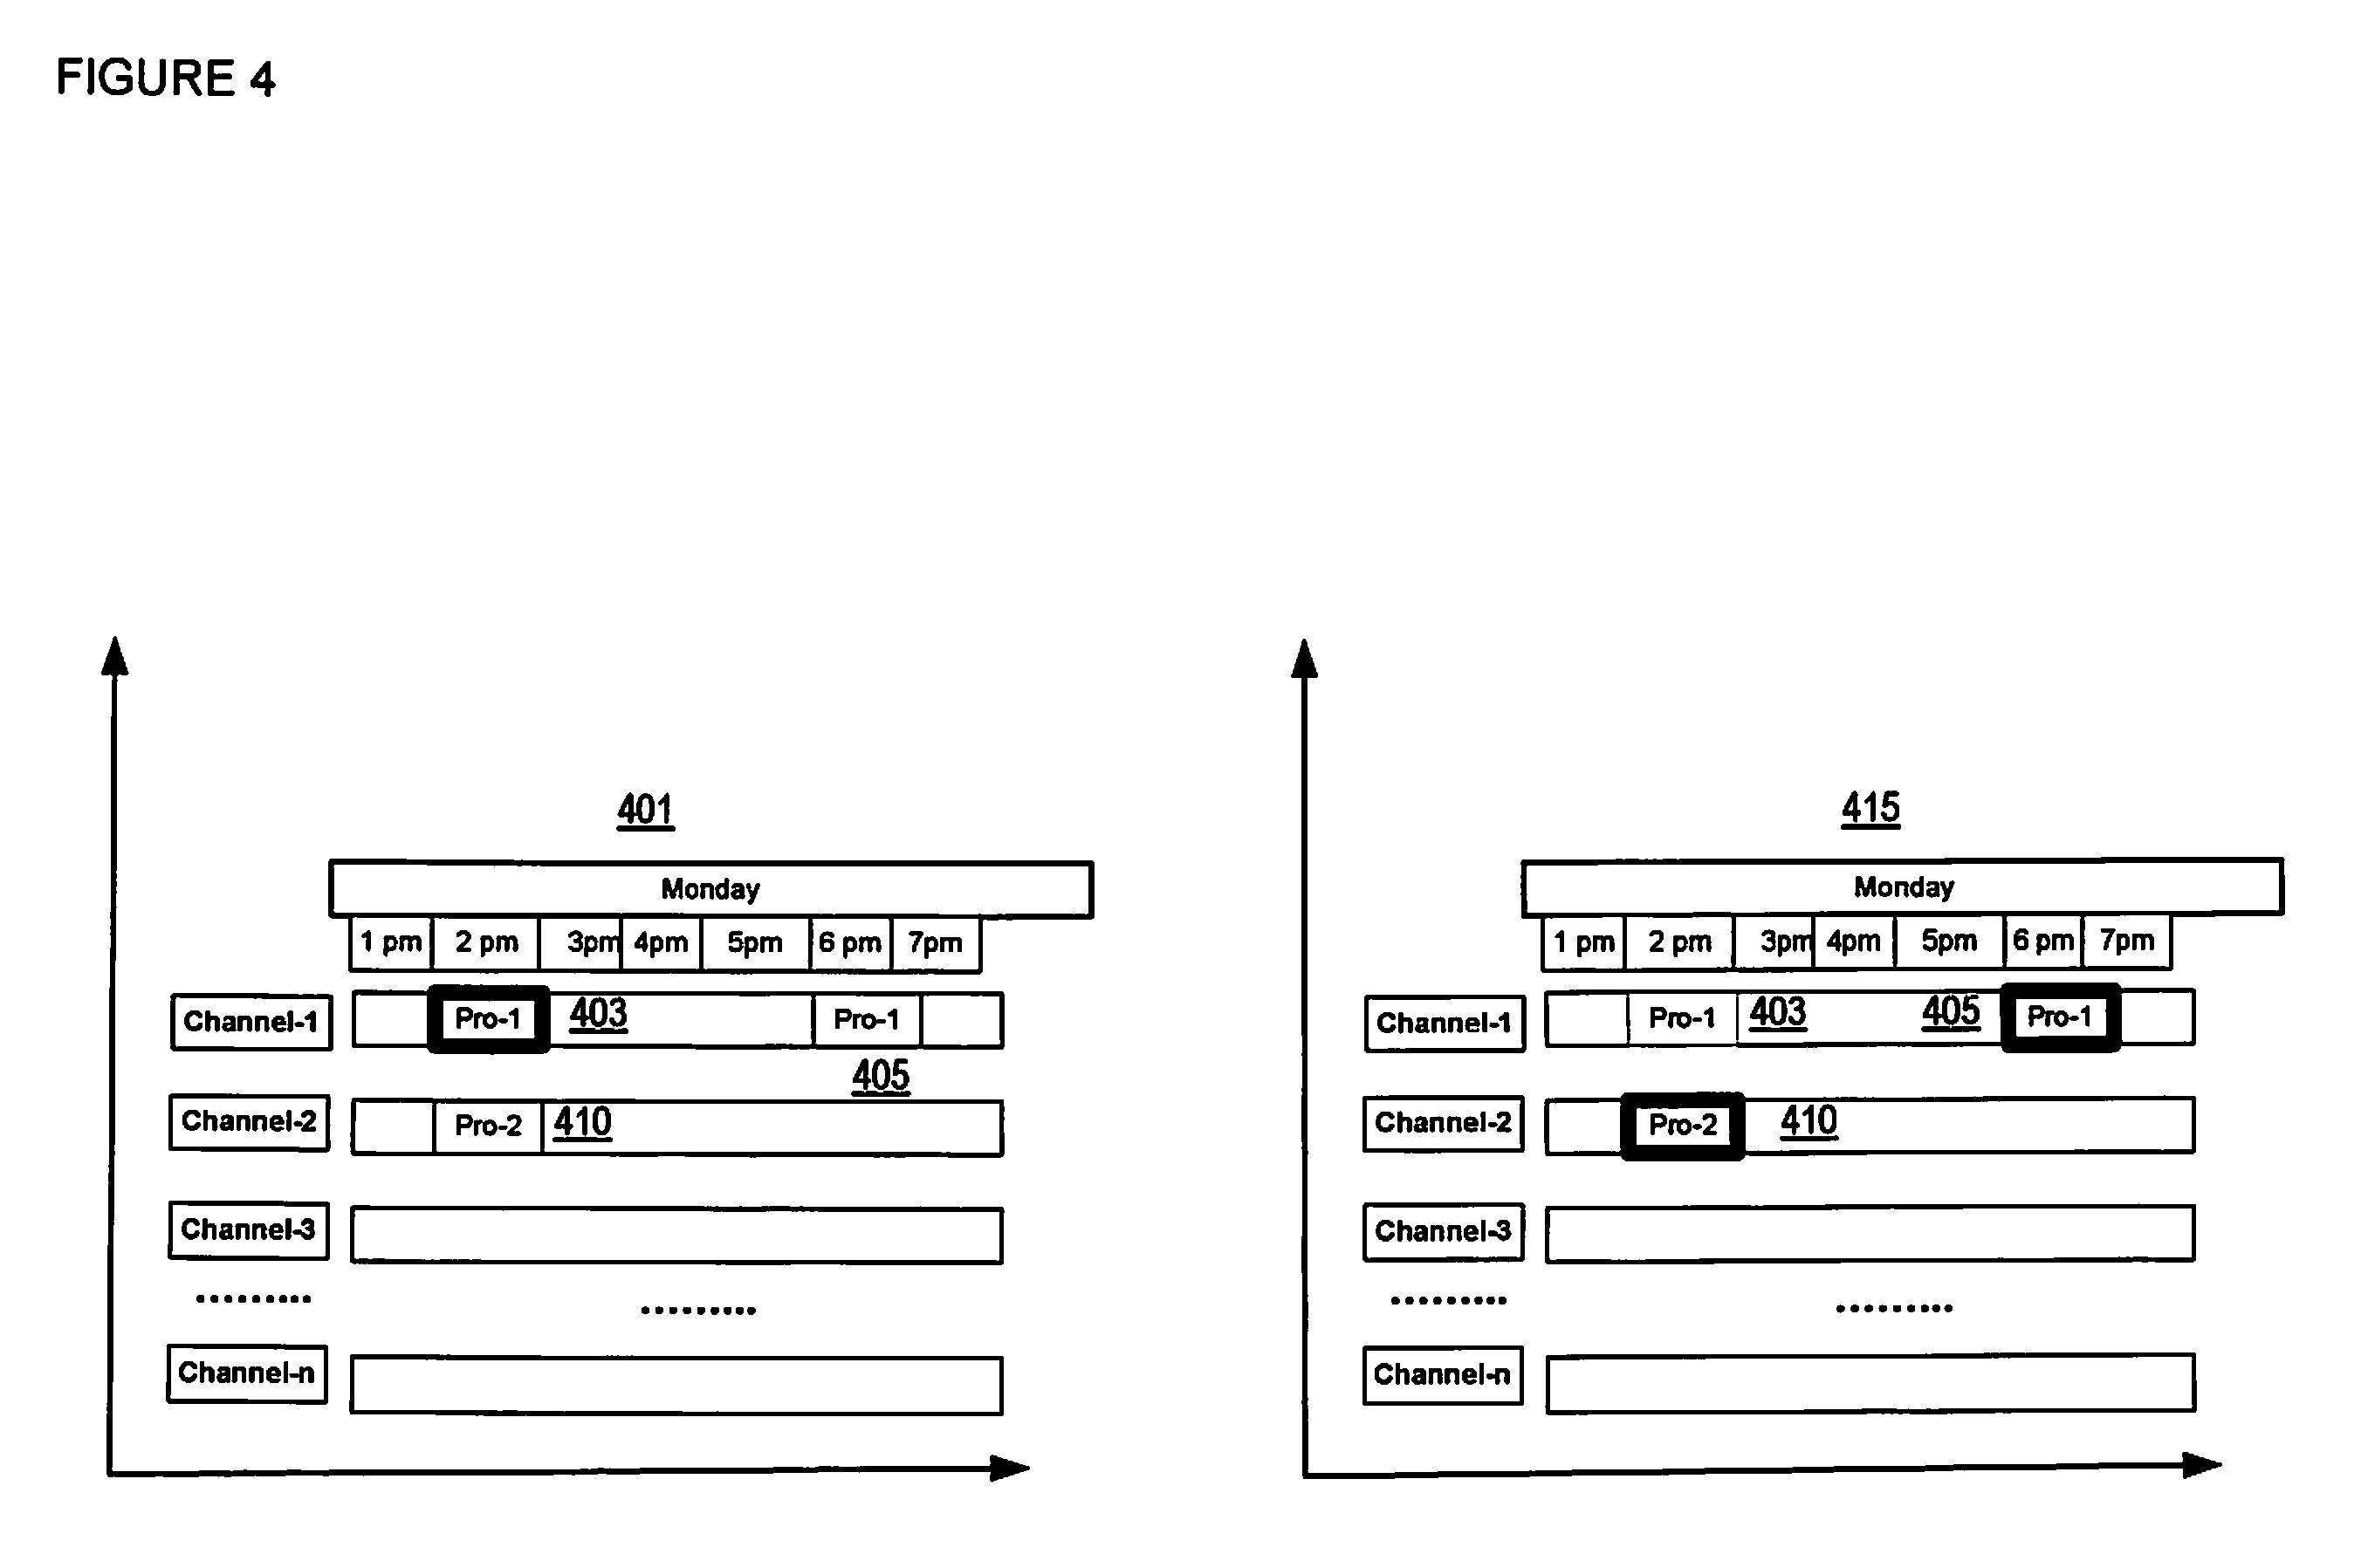 FIGURE 4
401
Monday
1 pm 2 pm 3pm 4pm 5pm 6 pm 7pm
Channel-1 Pro-1 403 Pro-1
405
Channel-2 Pro-2 410
Channel-3
.........
.........
Channel-n
415
Monday
1 pm 2 pm 3pm 4pm 5pm 6 pm 7pm
Channel-1 Pro-1 403 405 Pro-1
Channel-2 Pro-2 410
Channel-3
.........
.........
Channel-n